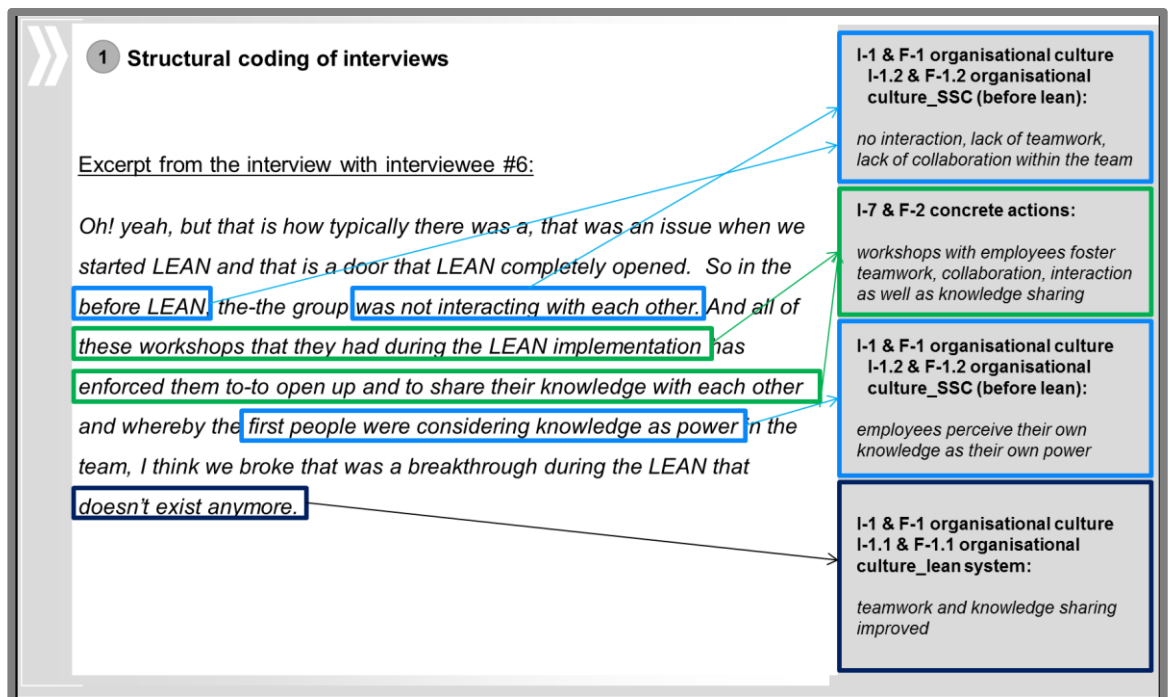 1 Structural coding of interviews
Excerpt from the interview with interviewee #6:
Oh! yeah, but that is how typically there was a, that was an issue when we
started LEAN and that is a door that LEAN completely opened. So in the
before LEAN, the-the group was not interacting with each other. And all of
these workshops that they had during the LEAN implementation has
enforced them to-to open up and to share their knowledge with each other
and whereby the first people were considering knowledge as power in the
team, I think we broke that was a breakthrough during the LEAN that
doesn't exist anymore.
I-1 & F-1 organisational culture
I-1.2 & F-1.2 organisational
culture_SSC (before lean):
no interaction, lack of teamwork,
lack of collaboration within the team
I-7 & F-2 concrete actions:
workshops with employees foster
teamwork, collaboration, interaction
as well as knowledge sharing
I-1 & F-1 organisational culture
I-1.2 & F-1.2 organisational
culture_SSC (before lean):
employees perceive their own
knowledge as their own power
I-1 & F-1 organisational culture
I-1.1 & F-1.1 organisational
culture_lean system:
teamwork and knowledge sharing
improved